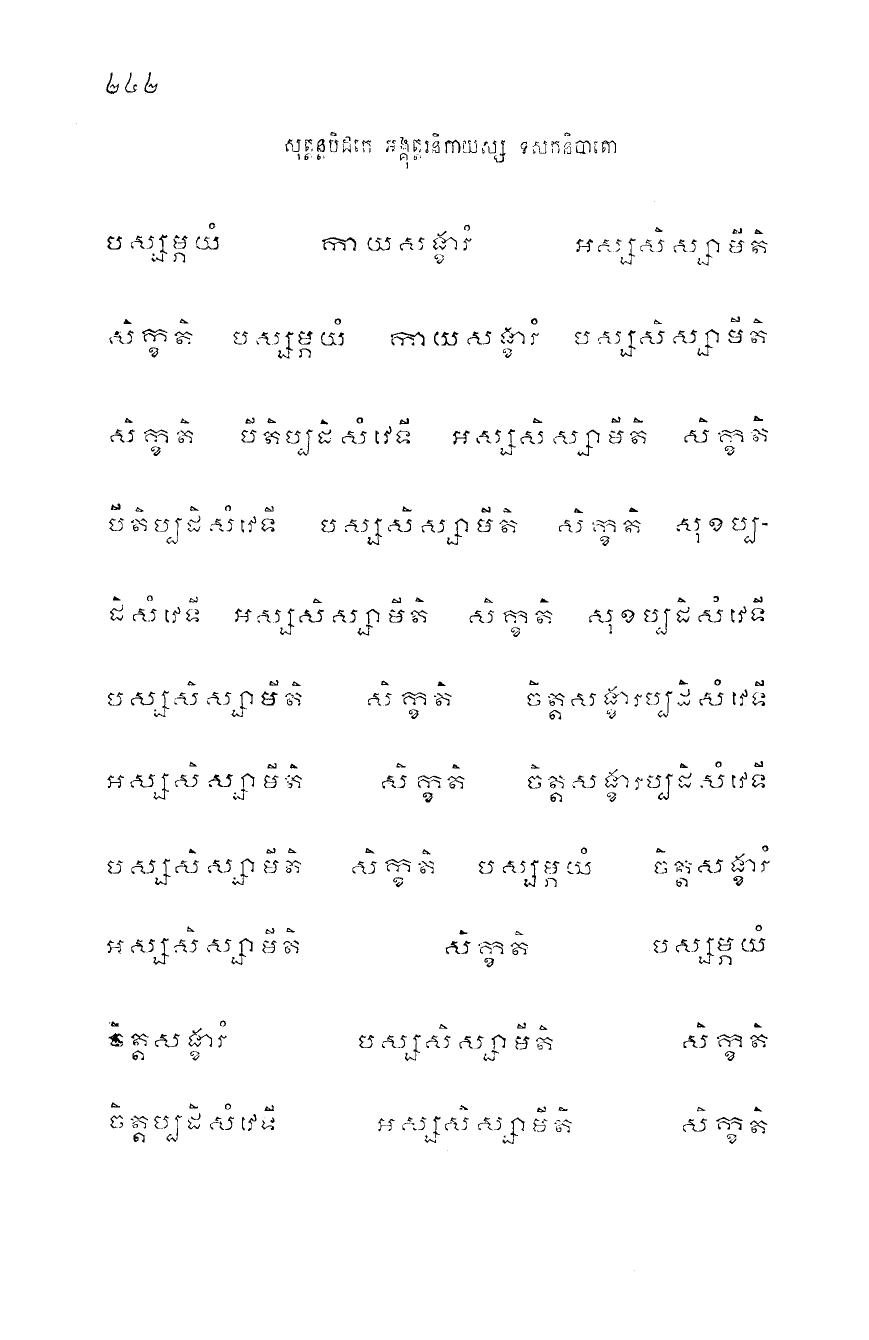 ២៤២
សុត្តន្តបិដកេ អង្គុត្តរនិកាយស្ស ទសកនិបាតោ
បស្សម្ភយំ កាយសង្ខារំ អស្សសិស្សាមីតិ
សិក្ខតិ បស្សម្ភយំ កាយសង្ខារំ បស្សសិស្សាមីតិ
សិក្ខតិ បីតិប្បដិសំវេទី អស្សសិស្សាមីតិ សិក្ខតិ
បីតិប្បដិសំវេទី បស្សសិស្សាមីតិ សិក្ខតិ សុខប្ប-
ដិសំវេទី អស្សសិស្សាមីតិ សិក្ខតិ សុខប្បដិសំវេទី
បស្សសិស្សាមីតិ សិក្ខតិ ចិត្តសង្ខារប្បដិសំវេទី
អស្សសិស្សាមីតិ សិក្ខតិ ចិត្តសង្ខារប្បដិសំវេទី
បស្សសិស្សាមីតិ សិក្ខតិ បស្សម្ភយំ ចិត្តសង្ខារំ
អស្សសិស្សាមីតិ សិក្ខតិ បស្សម្ភយំ
ចិត្តសង្ខារំ បស្សសិស្សាមីតិ សិក្ខតិ
ចិត្តប្បដិសំវេទី អស្សសិស្សាមីតិ សិក្ខតិ